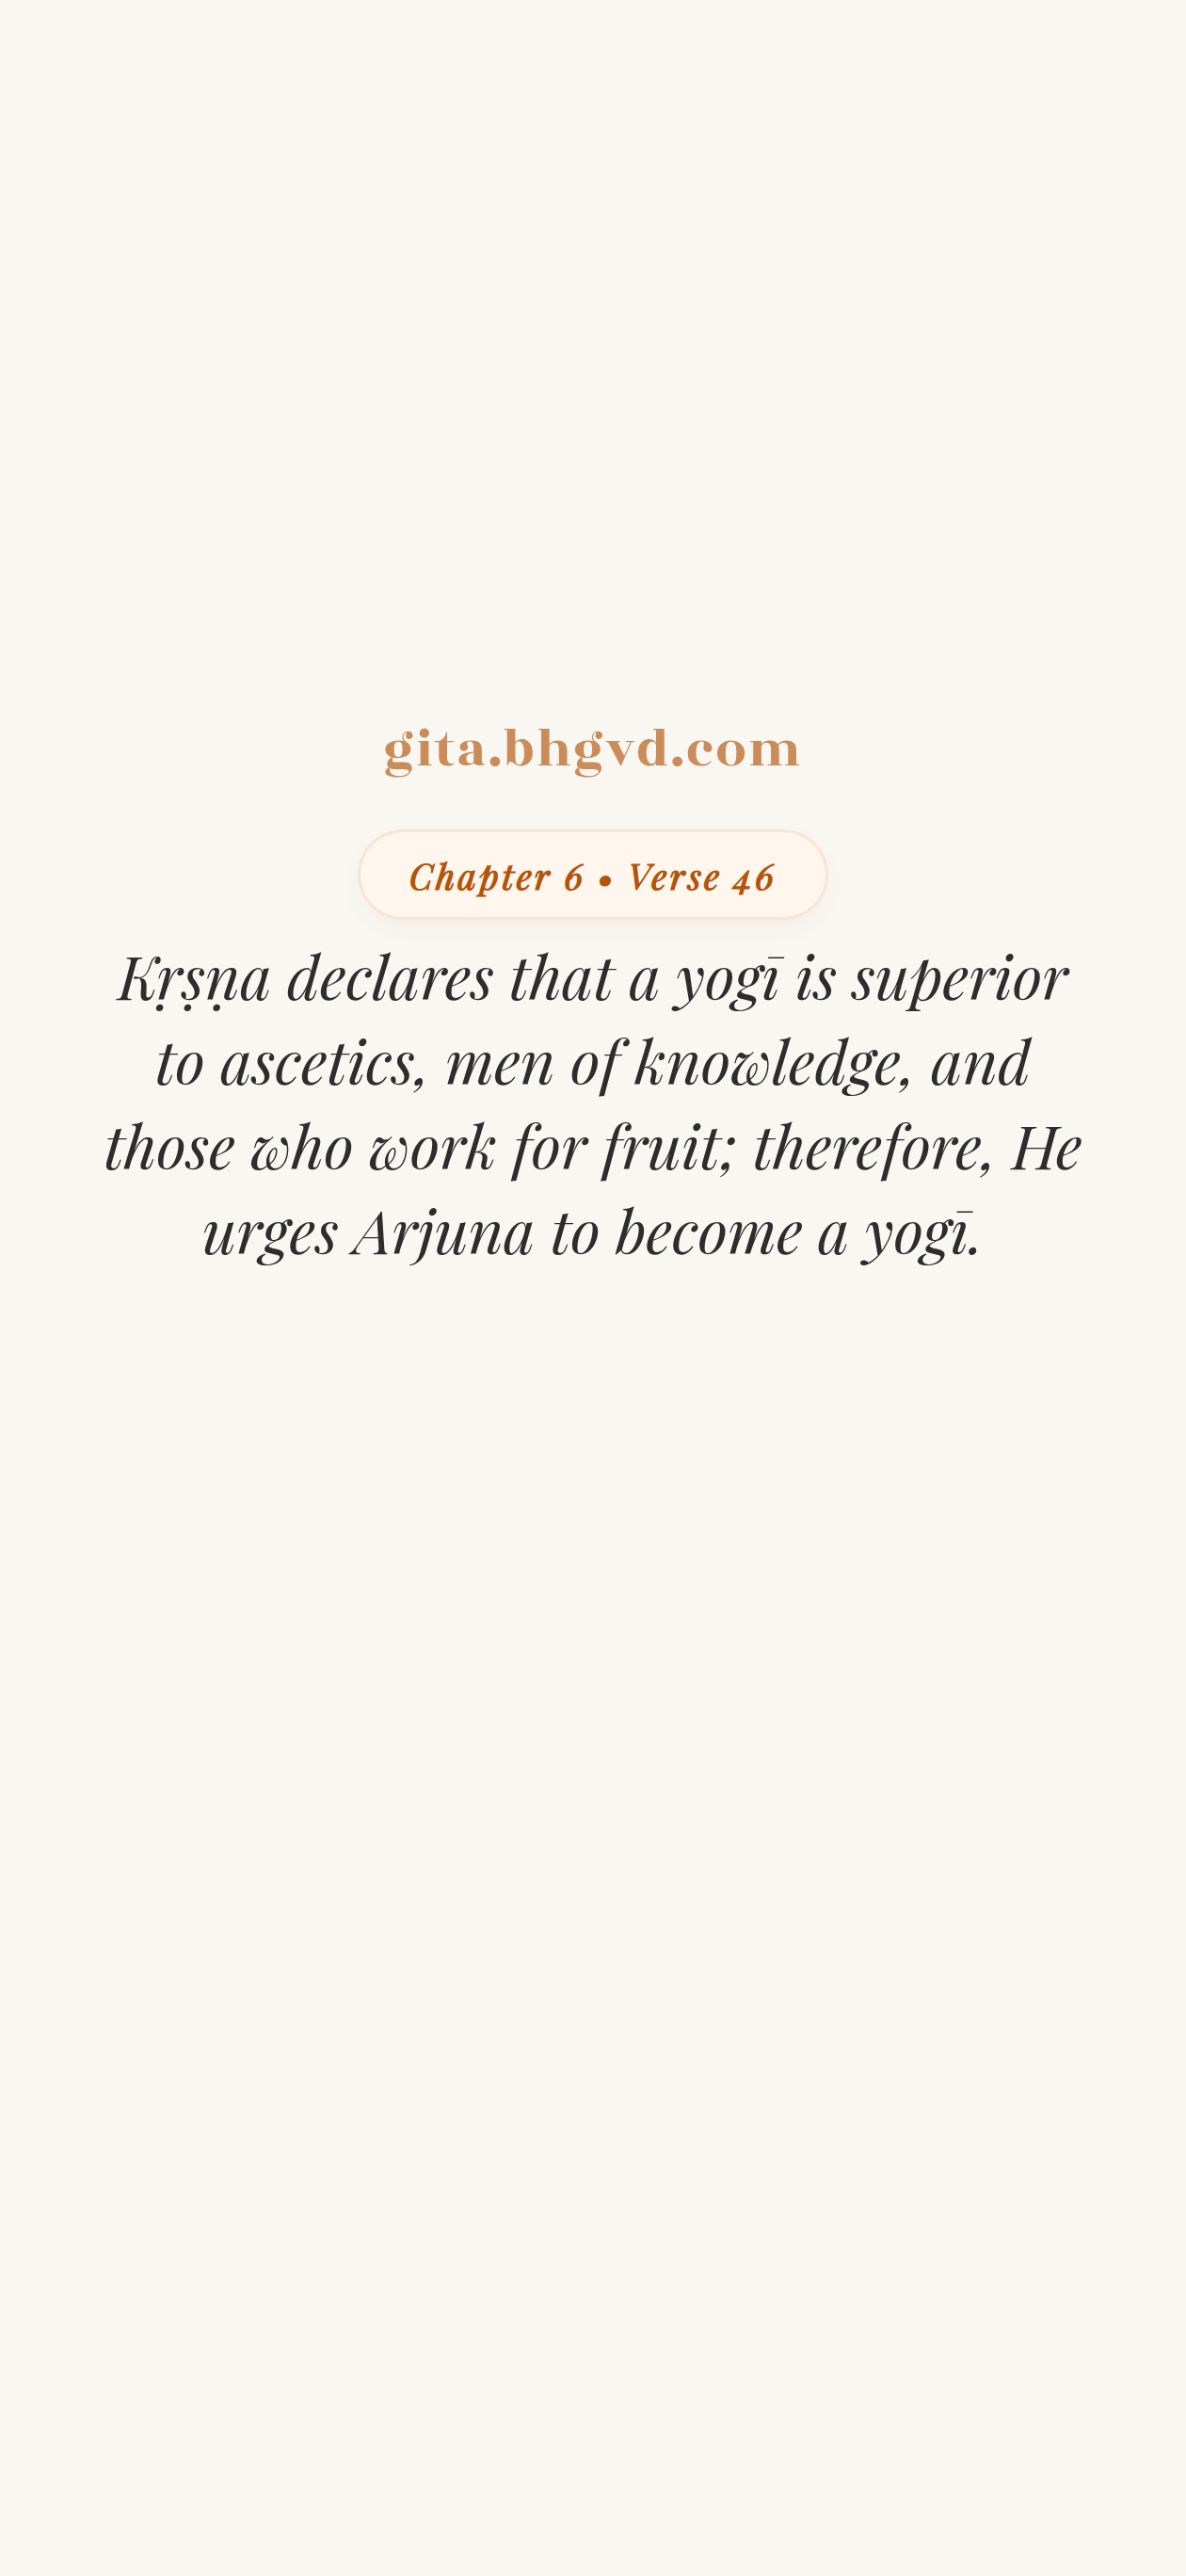 gita.bhgvd.com
Chapter 6 • Verse 46
Kṛṣṇa declares that a yogī is superior
to ascetics, men of knowledge, and
those who work for fruit; therefore, He
urges Arjuna to become a yogī.